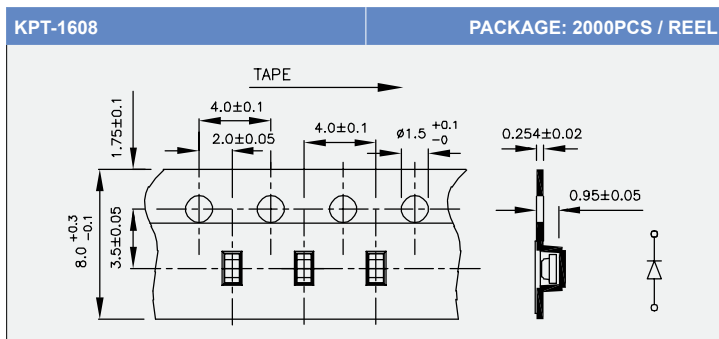 KPT-1608
PACKAGE: 2000PCS / REEL
TAPE
4.0±0.1
2.0±0.05
4.0±0.1
ø1.5 +0.1 -0
1.75±0.1
8.0 +0.3 -0.1
3.5±0.05
0.254±0.02
0.95±0.05